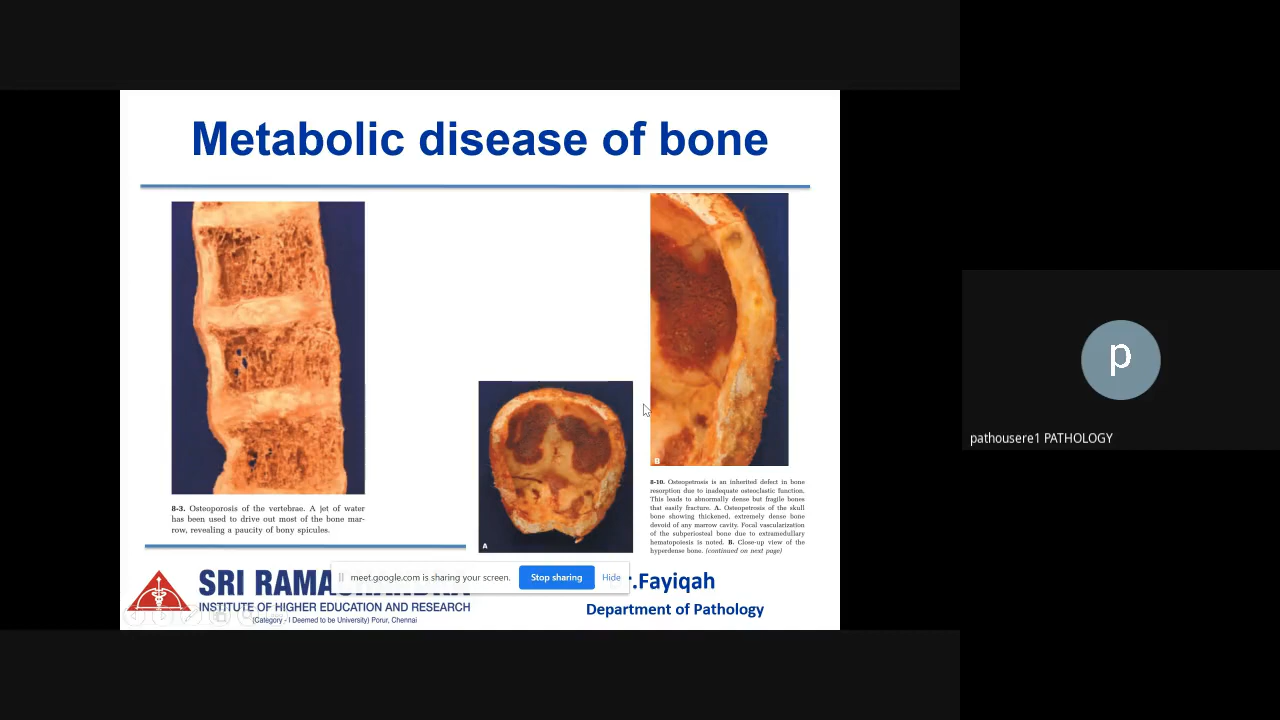 Metabolic disease of bone
8-3. Osteoporosis of the vertebrae. A jet of water
has been used to drive out most of the bone mar-
row, revealing a paucity of bony spicules.
A
B
8-10. Osteopetrosis is an inherited defect in bone
resorption due to inadequate osteoclastic function.
This leads to abnormally dense but fragile bones
that easily fracture. A. Osteopetrosis of the skull
bone showing thickened, extremely dense bone
devoid of any marrow cavity. Focal vascularization
of the subperiosteal bone due to extramedullary
hematopoiesis is noted. B. Close-up view of the
hyperdense bone. (continued on next page)
meet.google.com is sharing your screen.
Stop sharing
Hide
SRI
INSTITUTE OF HIGHER EDUCATION AND RESEARCH
(Category - I Deemed to be University) Porur, Chennai
r.Fayiqah
Department of Pathology
p
pathousere1 PATHOLOGY